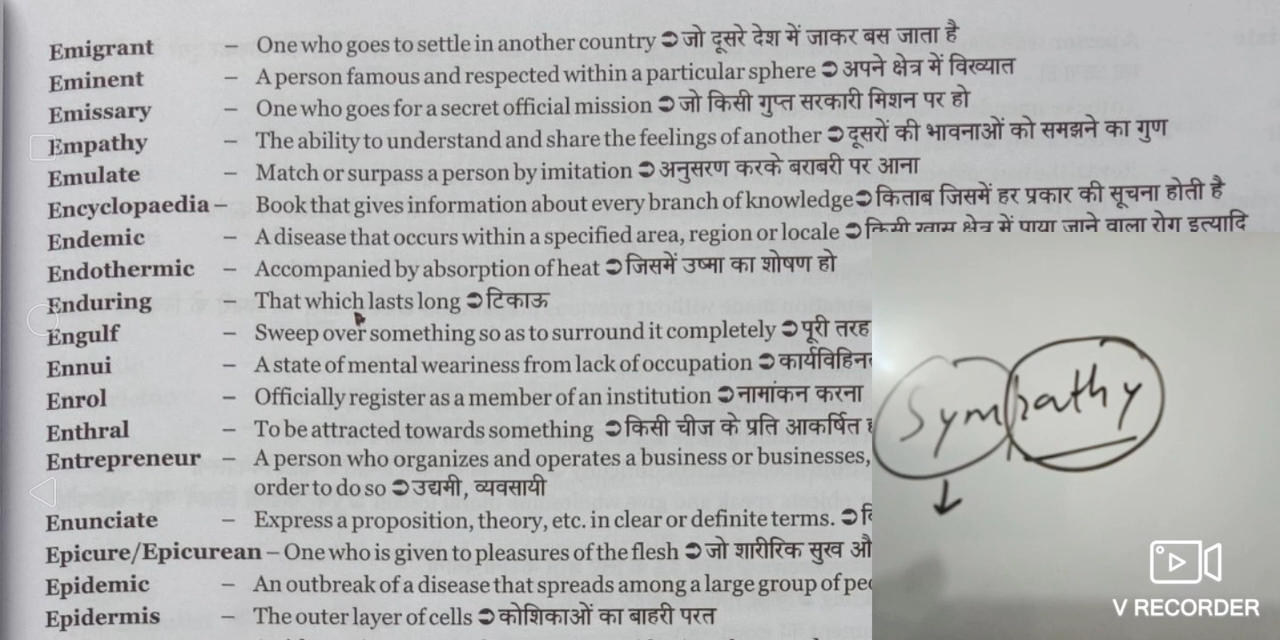 Emigrant – One who goes to settle in another country ➲ जो दूसरे देश में जाकर बस जाता है
Eminent – A person famous and respected within a particular sphere ➲ अपने क्षेत्र में विख्यात
Emissary – One who goes for a secret official mission ➲ जो किसी गुप्त सरकारी मिशन पर हो
Empathy – The ability to understand and share the feelings of another ➲ दूसरों की भावनाओं को समझने का गुण
Emulate – Match or surpass a person by imitation ➲ अनुसरण करके बराबरी पर आना
Encyclopaedia – Book that gives information about every branch of knowledge ➲ किताब जिसमें हर प्रकार की सूचना होती है
Endemic – A disease that occurs within a specified area, region or locale ➲ किसी खास क्षेत्र में पाया जाने वाला रोग इत्यादि
Endothermic – Accompanied by absorption of heat ➲ जिसमें उष्मा का शोषण हो
Enduring – That which lasts long ➲ टिकाऊ
Engulf – Sweep over something so as to surround it completely ➲ पूरी तरह
Ennui – A state of mental weariness from lack of occupation ➲ कार्यविहिन
Enrol – Officially register as a member of an institution ➲ नामांकन करना
Enthral – To be attracted towards something ➲ किसी चीज के प्रति आकर्षित
Entrepreneur – A person who organizes and operates a business or businesses,
order to do so ➲ उद्यमी, व्यवसायी
Enunciate – Express a proposition, theory, etc. in clear or definite terms. ➲
Epicure/Epicurean – One who is given to pleasures of the flesh ➲ जो शारीरिक सुख औ
Epidemic – An outbreak of a disease that spreads among a large group of
Epidermis – The outer layer of cells ➲ कोशिकाओं का बाहरी परत
Sympathy
V RECORDER